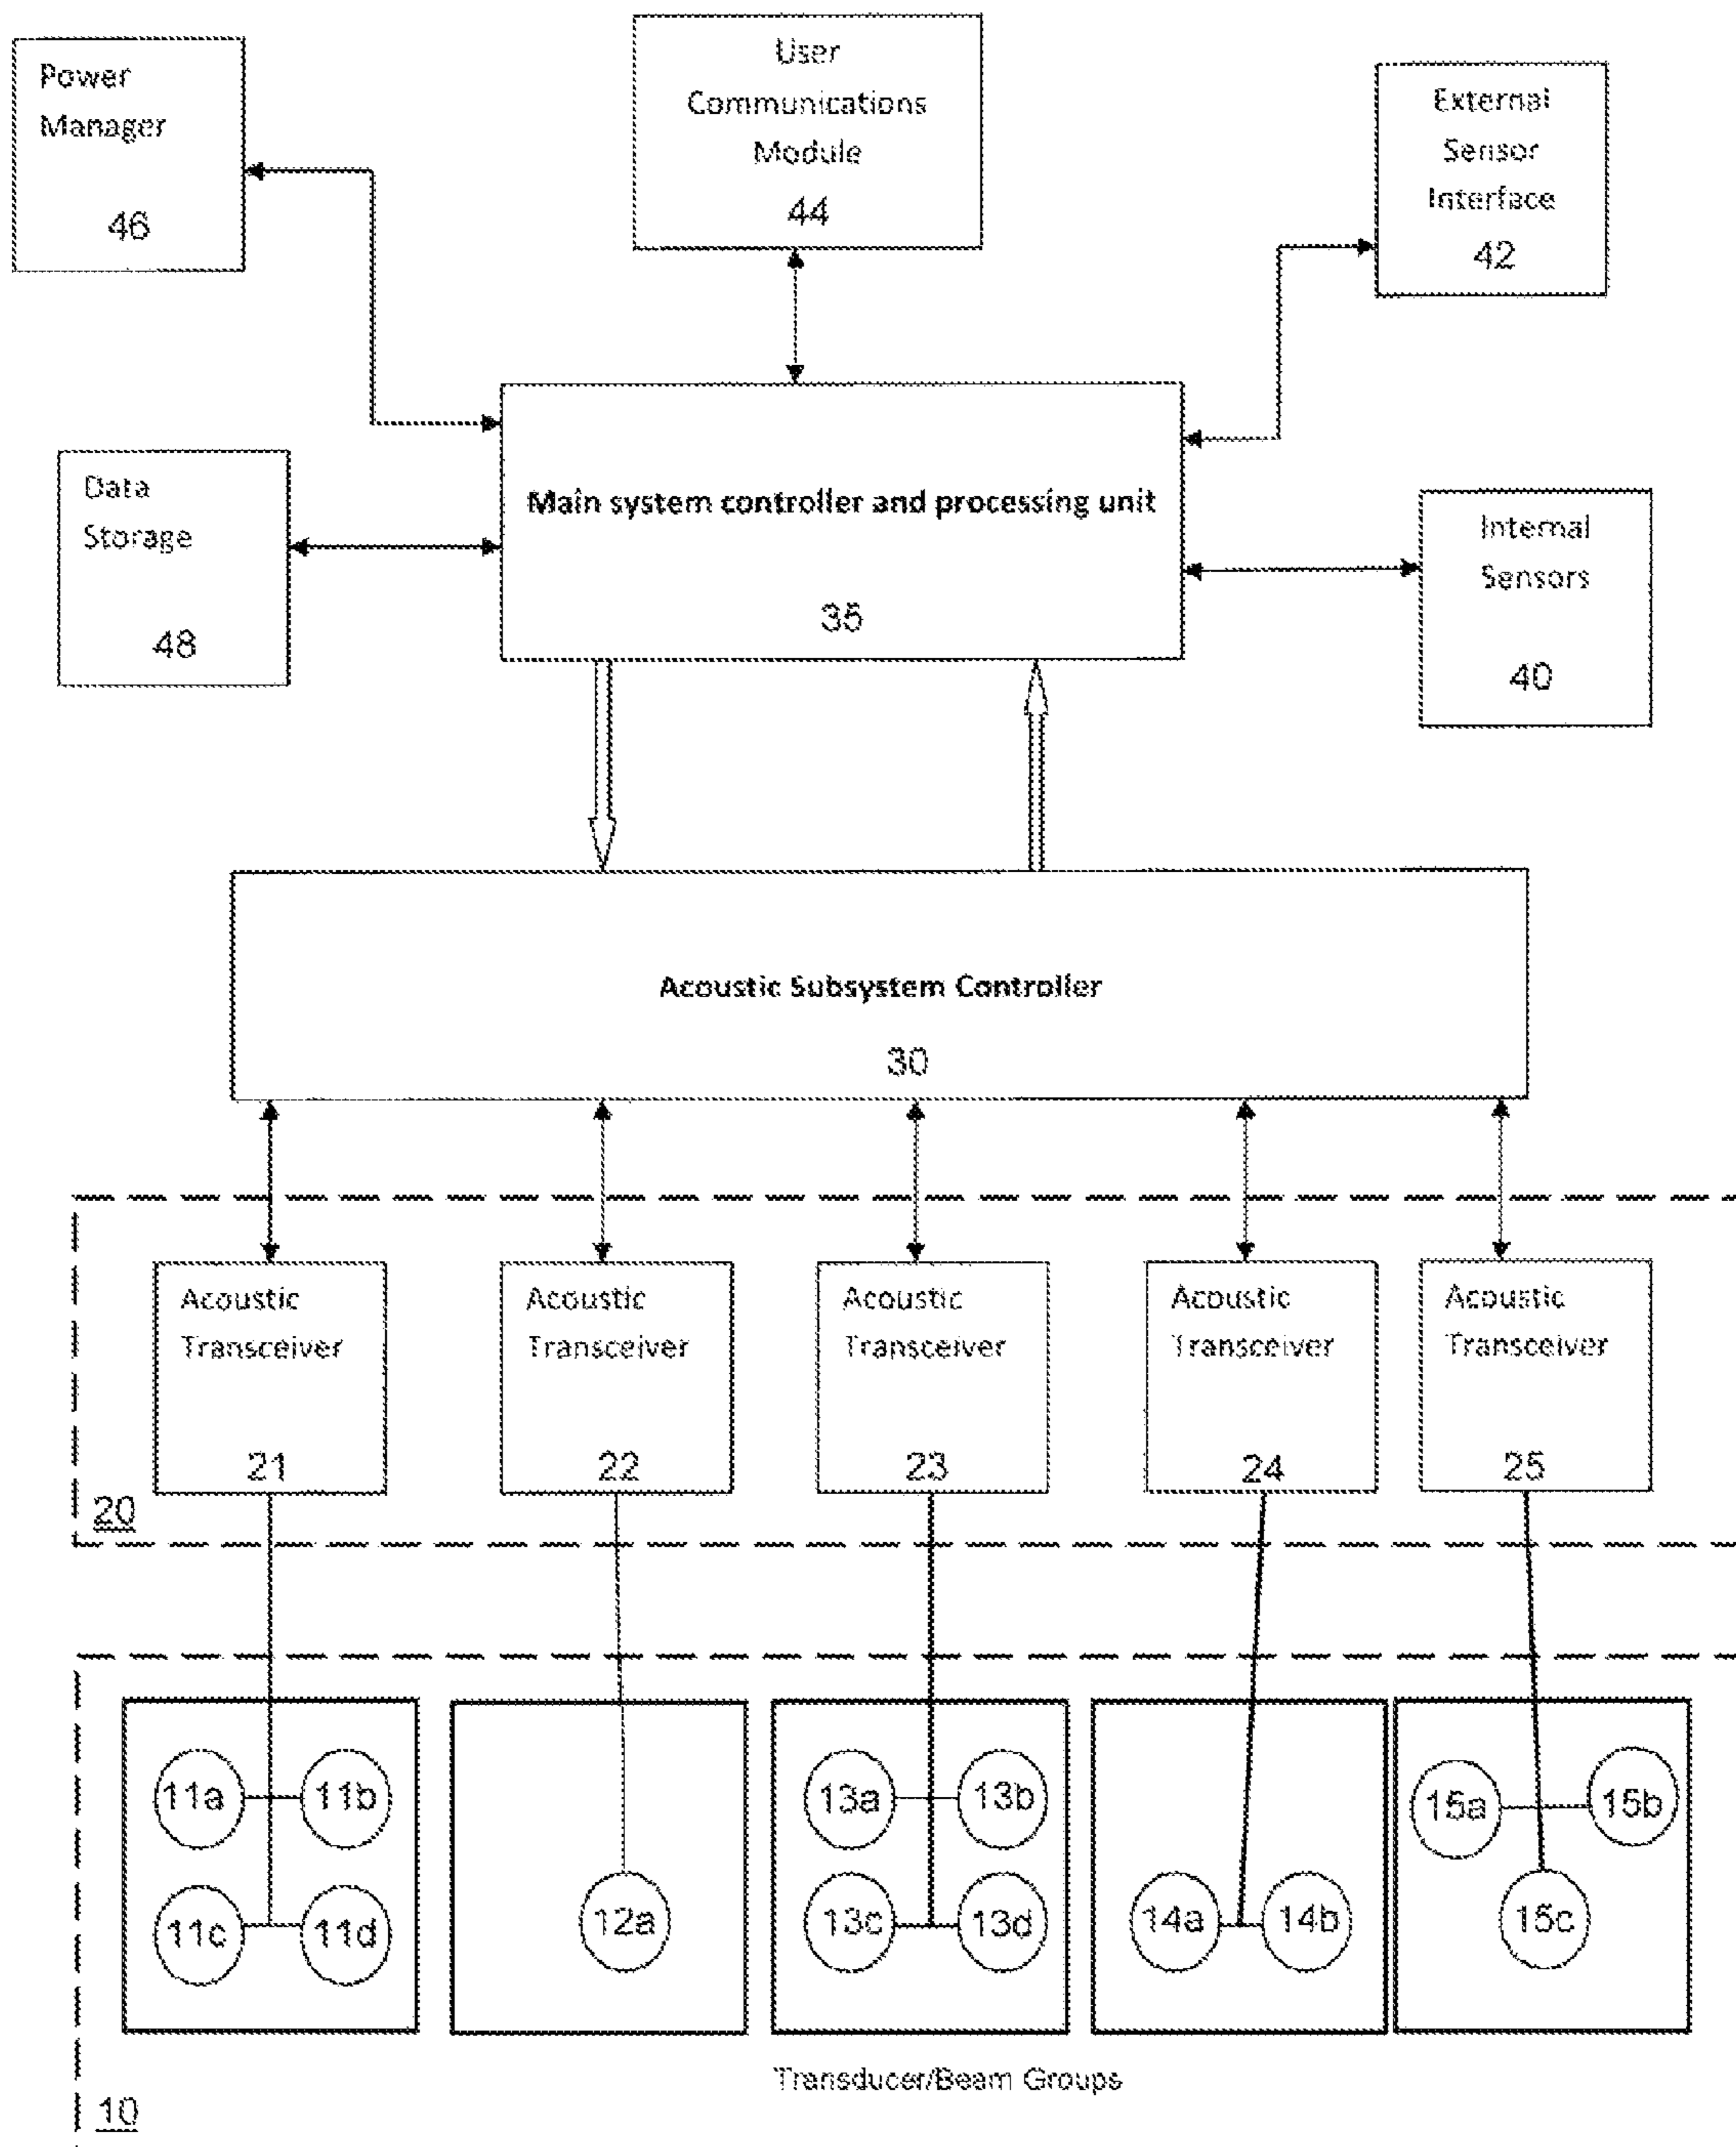 Power
Manager
46
User
Communications
Module
44
External
Sensor
Interface
42
Data
Storage
48
Main system controller and processing unit
35
Internal
Sensors
40
Acoustic Subsystem Controller
30
Acoustic
Transceiver
21
Acoustic
Transceiver
22
Acoustic
Transceiver
23
Acoustic
Transceiver
24
Acoustic
Transceiver
25
20
11a
11b
11c
11d
12a
13a
13b
13c
13d
14a
14b
15a
15b
15c
Transducer/Beam Groups
10